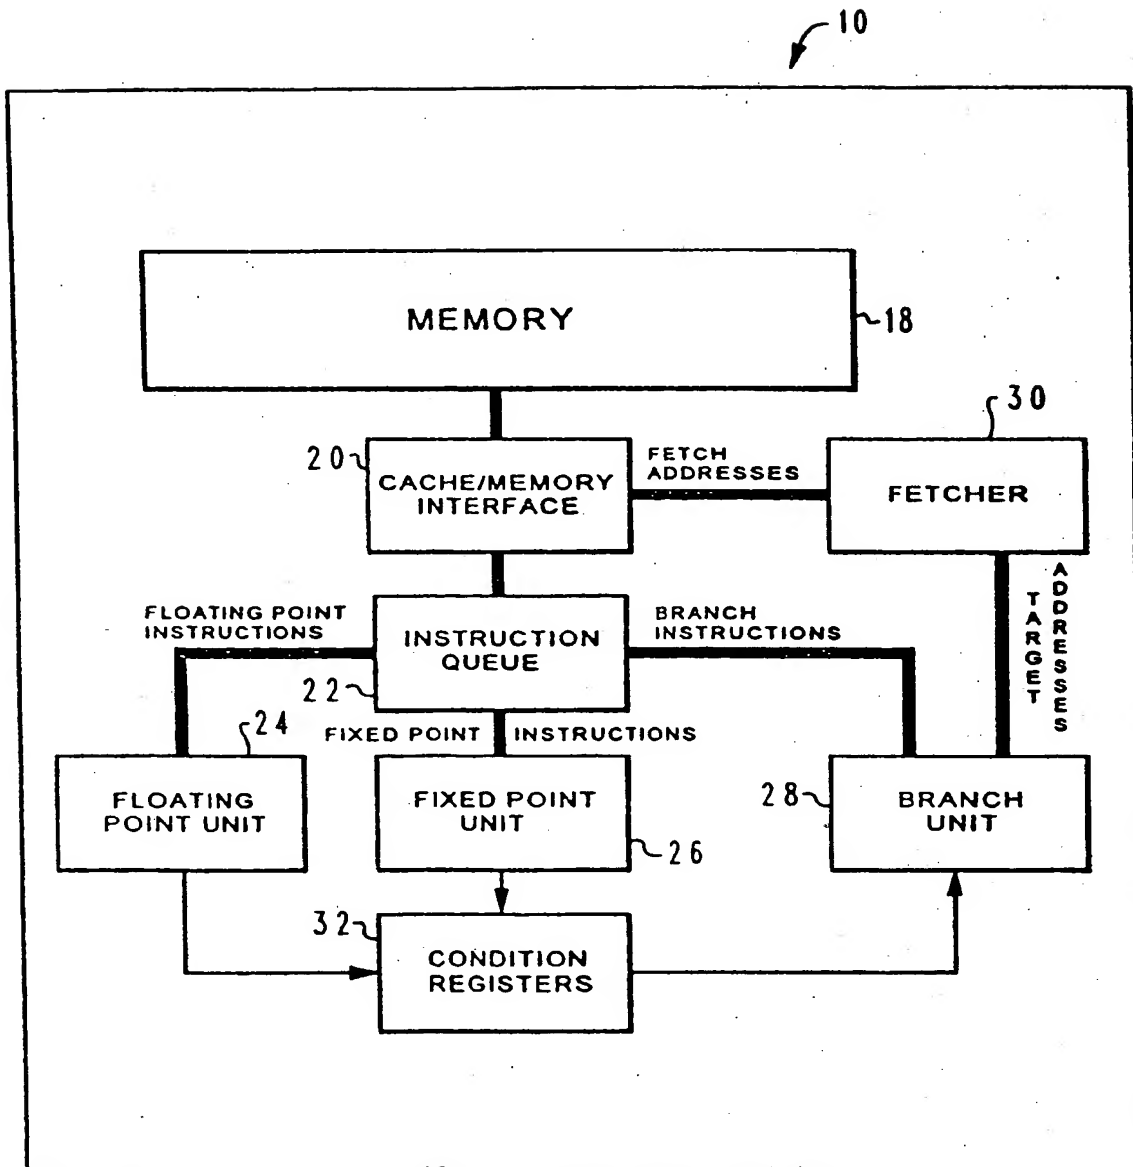 10
MEMORY
18
30
20
CACHE/MEMORY
INTERFACE
FETCH
ADDRESSES
FETCHER
FLOATING POINT
INSTRUCTIONS
INSTRUCTION
QUEUE
22
BRANCH
INSTRUCTIONS
TARGET
ADDRESSES
24
FIXED POINT INSTRUCTIONS
FLOATING
POINT UNIT
FIXED POINT
UNIT
26
28
BRANCH
UNIT
32
CONDITION
REGISTERS